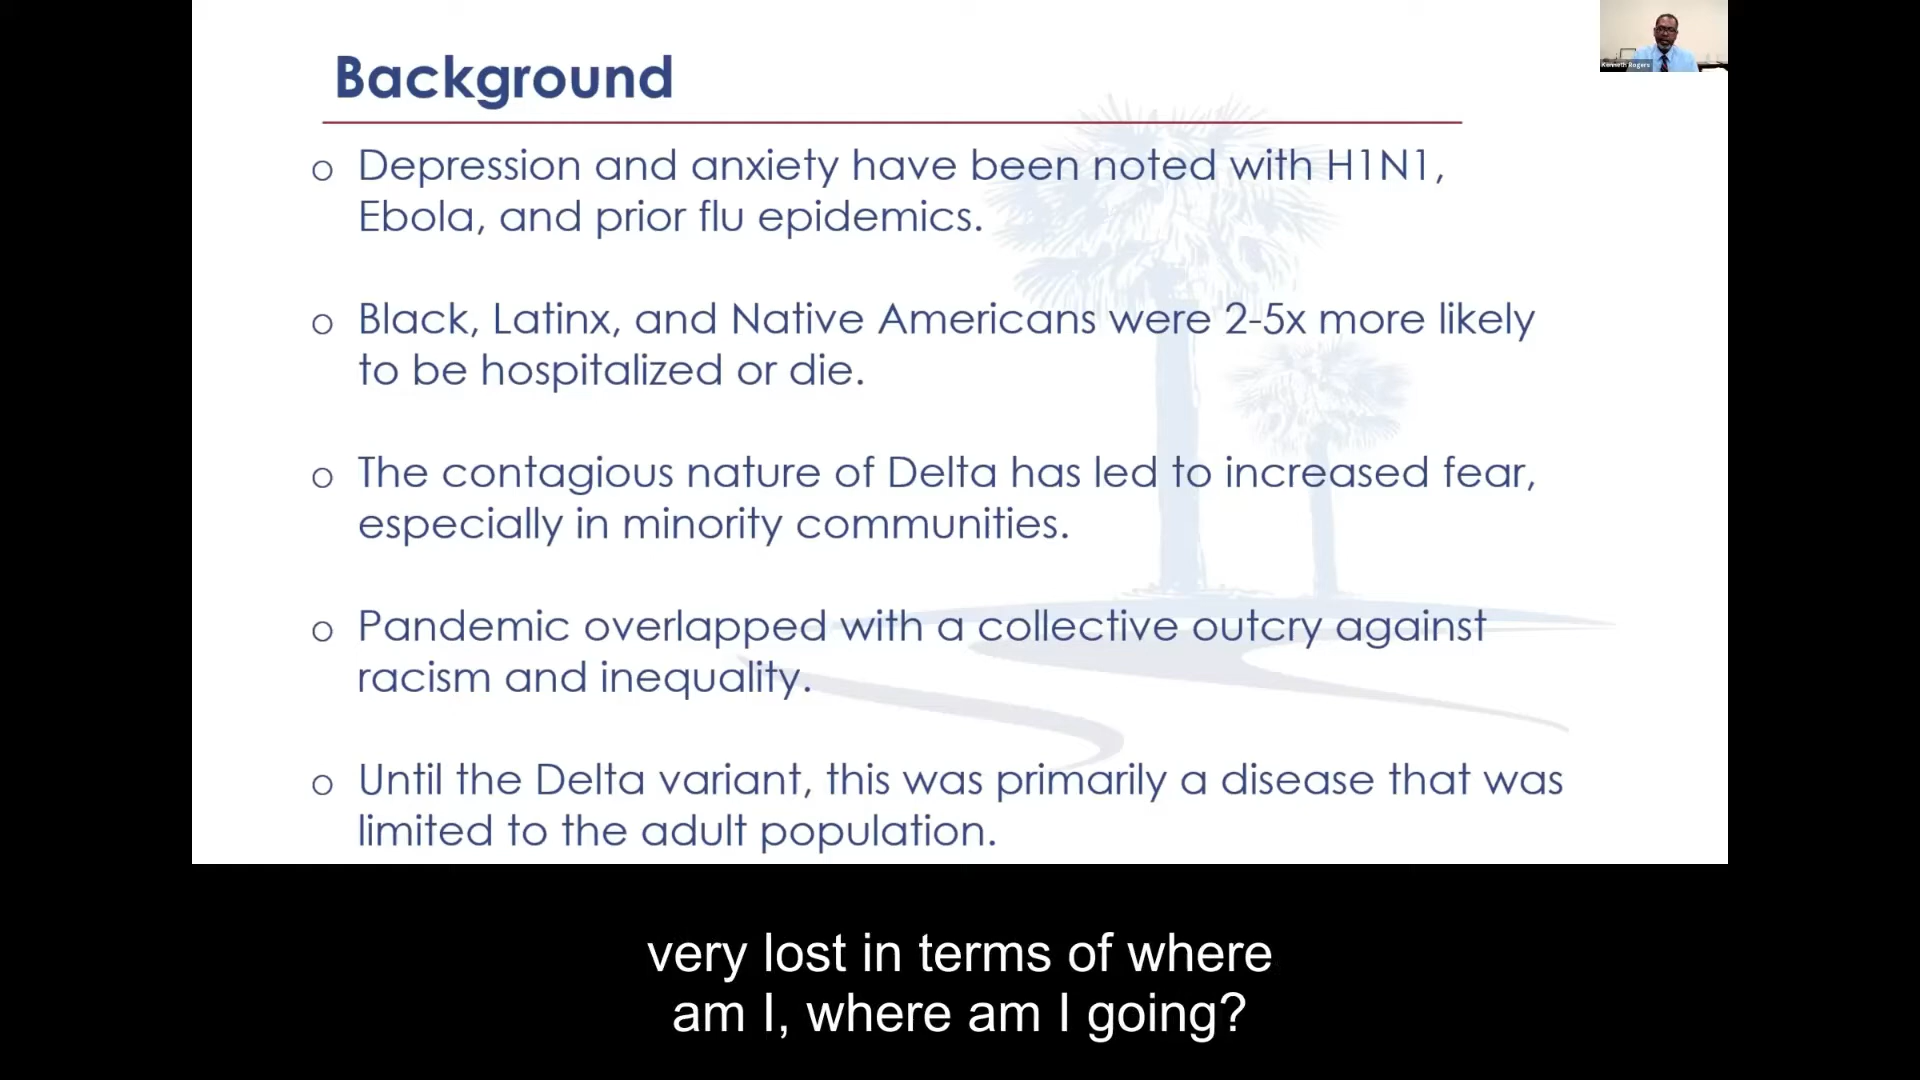 Background
Kenneth Rogers
o Depression and anxiety have been noted with H1N1,
Ebola, and prior flu epidemics.
o Black, Latinx, and Native Americans were 2-5x more likely
to be hospitalized or die.
o The contagious nature of Delta has led to increased fear,
especially in minority communities.
o Pandemic overlapped with a collective outcry against
racism and inequality.
o Until the Delta variant, this was primarily a disease that was
limited to the adult population.
very lost in terms of where
am I, where am I going?